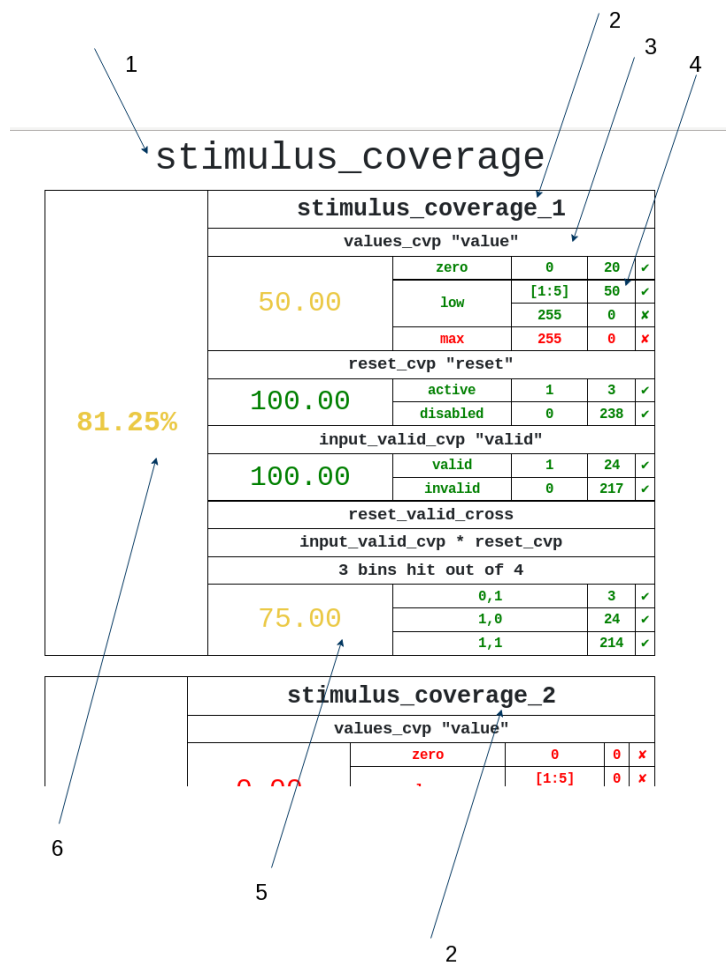 2
3
1
4
stimulus_coverage
stimulus_coverage_1
values_cvp "value"
50.00
zero 0 20 ✔
low [1:5] 50 ✔
255 0 ✘
max 255 0 ✘
reset_cvp "reset"
100.00
active 1 3 ✔
disabled 0 238 ✔
81.25%
input_valid_cvp "valid"
100.00
valid 1 24 ✔
invalid 0 217 ✔
reset_valid_cross
input_valid_cvp * reset_cvp
3 bins hit out of 4
75.00
0,1 3 ✔
1,0 24 ✔
1,1 214 ✔
stimulus_coverage_2
values_cvp "value"
zero 0 0 ✘
[1:5] 0 ✘
6
5
2